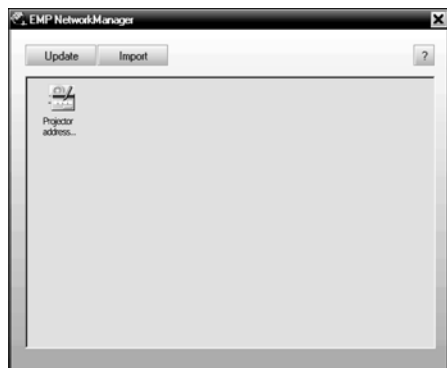 EMP NetworkManager
Update
Import
?
Projector
address...